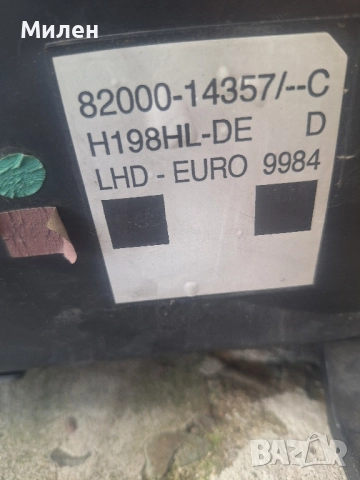 Милен
82000-14357/--C
H198HL-DE D
LHD - EURO 9984
BAZAR